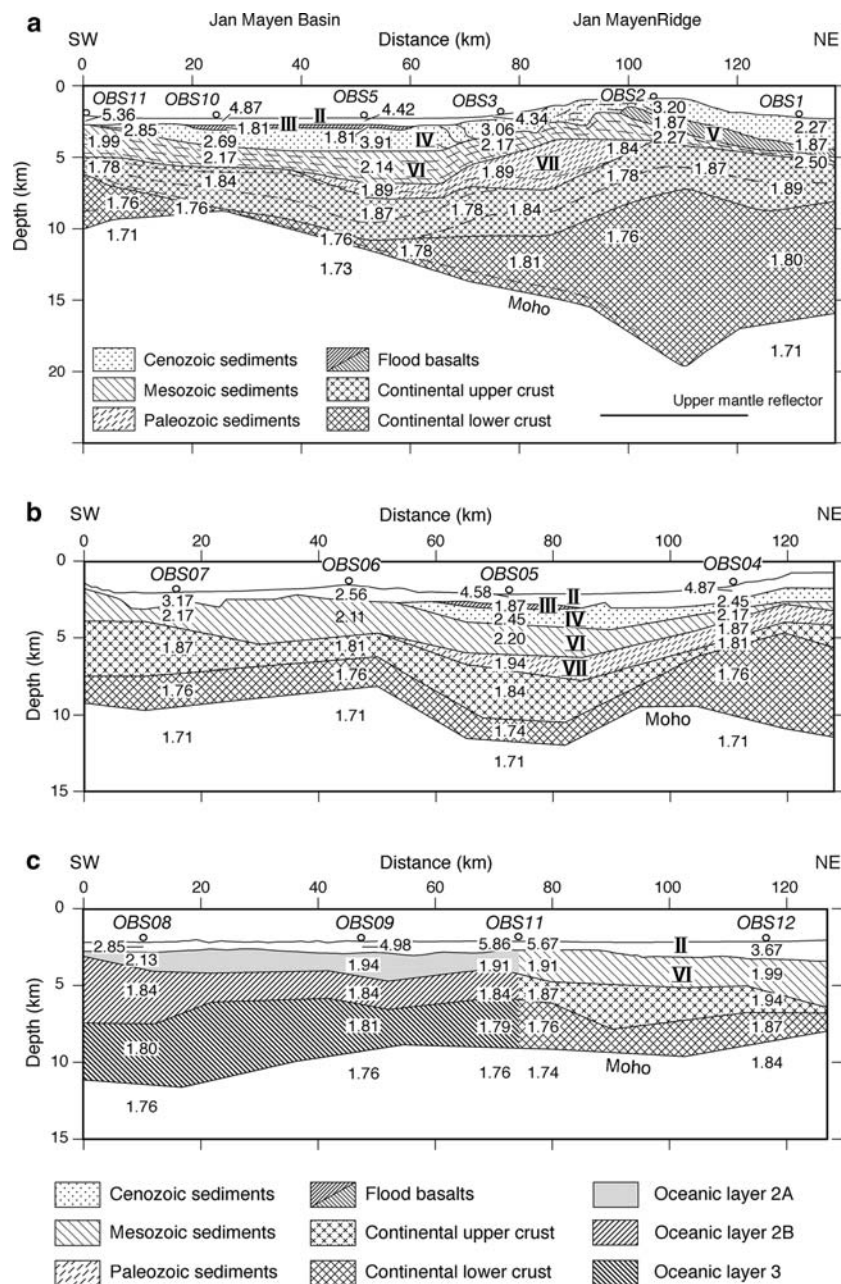 Jan Mayen Basin Jan MayenRidge
a SW Distance (km) NE
0 20 40 60 80 100 120
OBS11 OBS10 OBS5 OBS3 OBS2 OBS1
5.36 4.87 II 4.42 4.34 3.20
2.85 III 1.81 3.06 1.87 2.27
1.99 2.69 1.81 3.91 IV 2.17 2.27 V 1.87
2.17 2.14 VI VII 1.84 2.50
1.78 1.84 1.89 1.89 1.78 1.87 1.89
1.76 1.76 1.87 1.78 1.84
1.71 1.76 1.78 1.81 1.76 1.80
1.73
Moho
1.71
0
5
10
15
20
Depth (km)
Cenozoic sediments Flood basalts
Mesozoic sediments Continental upper crust
Paleozoic sediments Continental lower crust
Upper mantle reflector
b SW Distance (km) NE
0 20 40 60 80 100 120
OBS07 OBS06 OBS05 OBS04
3.17 2.56 4.58 II 4.87
2.17 2.11 1.87 III 2.45
2.45 IV 2.17
1.87 1.81 2.20 VI 1.87
1.94 VII 1.81
1.76 1.76 1.84 1.76
1.71 1.71 1.74 Moho 1.71
1.71
0
5
10
15
Depth (km)
c SW Distance (km) NE
0 20 40 60 80 100 120
OBS08 OBS09 OBS11 OBS12
2.85 4.98 5.86 5.67 II 3.67
2.13 1.94 1.91 1.91 VI 1.99
1.84 1.84 1.84 1.87 1.94
1.80 1.81 1.79 1.76 1.87
1.76 1.76 1.76 1.74 Moho 1.84
0
5
10
15
Depth (km)
Cenozoic sediments Flood basalts Oceanic layer 2A
Mesozoic sediments Continental upper crust Oceanic layer 2B
Paleozoic sediments Continental lower crust Oceanic layer 3